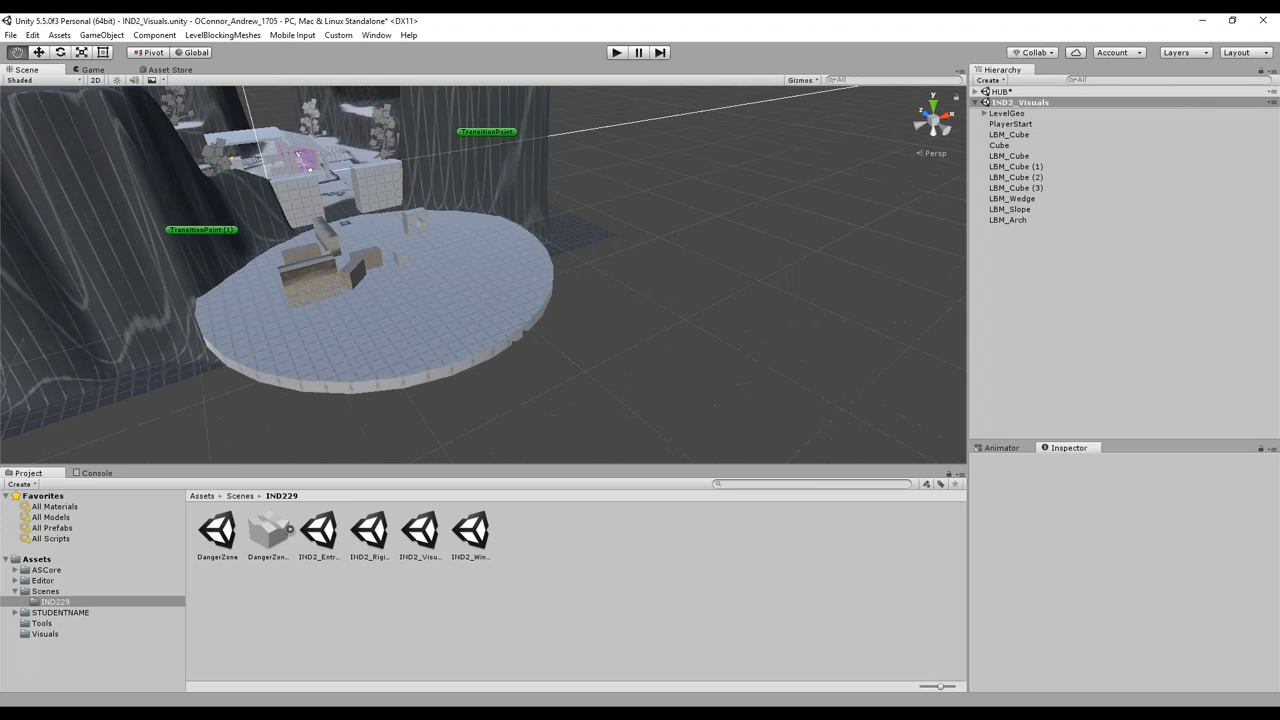 Unity 5.5.0f3 Personal (64bit) - IND2_Visuals.unity - OConnor_Andrew_1705 - PC, Mac & Linux Standalone* <DX11>
File Edit Assets GameObject Component LevelBlockingMeshes Mobile Input Custom Window Help
Pivot Global Collab Account Layers Layout
Scene Game Asset Store
Shaded 2D Gizmos All
TransitionPoint
TransitionPoint (1)
y
x
z
Persp
Hierarchy
Create All
HUB*
IND2_Visuals
LevelGeo
PlayerStart
LBM_Cube
Cube
LBM_Cube
LBM_Cube (1)
LBM_Cube (2)
LBM_Cube (3)
LBM_Wedge
LBM_Slope
LBM_Arch
Animator Inspector
Project Console
Create
Favorites
All Materials
All Models
All Prefabs
All Scripts
Assets
ASCore
Editor
Scenes
IND229
STUDENTNAME
Tools
Visuals
Assets Scenes IND229
DangerZone DangerZon... IND2_Entr... IND2_Rigi... IND2_Visu... IND2_Win...